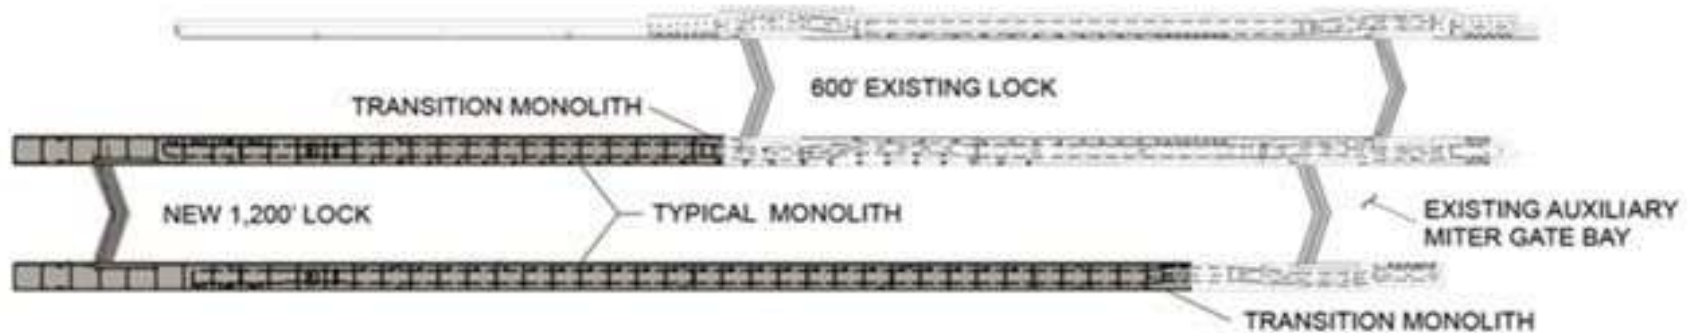 600' EXISTING LOCK
TRANSITION MONOLITH
NEW 1,200' LOCK
TYPICAL MONOLITH
EXISTING AUXILIARY
MITER GATE BAY
TRANSITION MONOLITH